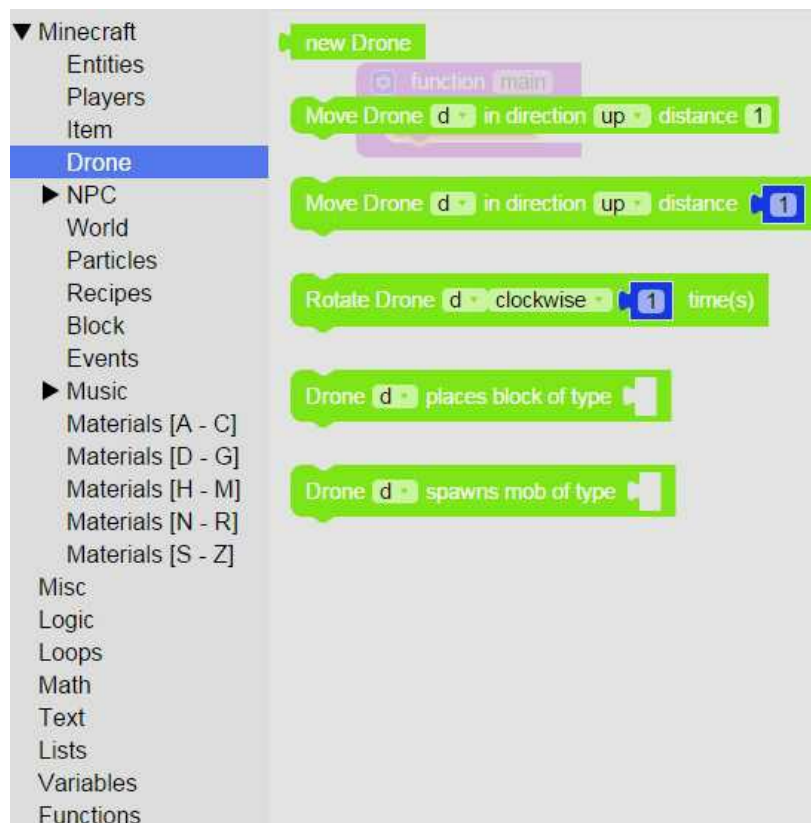 ▼ Minecraft
Entities
Players
Item
Drone
▶ NPC
World
Particles
Recipes
Block
Events
▶ Music
Materials [A - C]
Materials [D - G]
Materials [H - M]
Materials [N - R]
Materials [S - Z]
Misc
Logic
Loops
Math
Text
Lists
Variables
Functions
new Drone
function main
Move Drone d in direction up distance 1
Move Drone d in direction up distance 1
Rotate Drone d clockwise 1 time(s)
Drone d places block of type
Drone d spawns mob of type